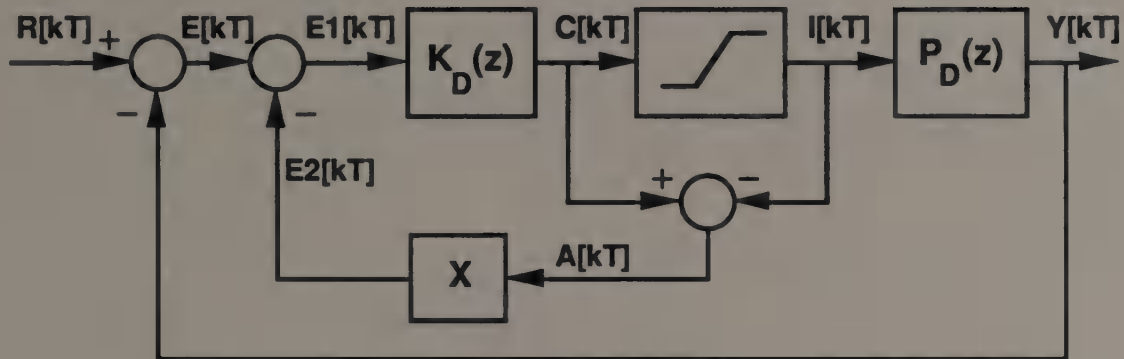 R[kT] + E[kT] E1[kT] C[kT] I[kT] Y[kT]
K_D(z) P_D(z)
− −
E2[kT] + −
A[kT]
X